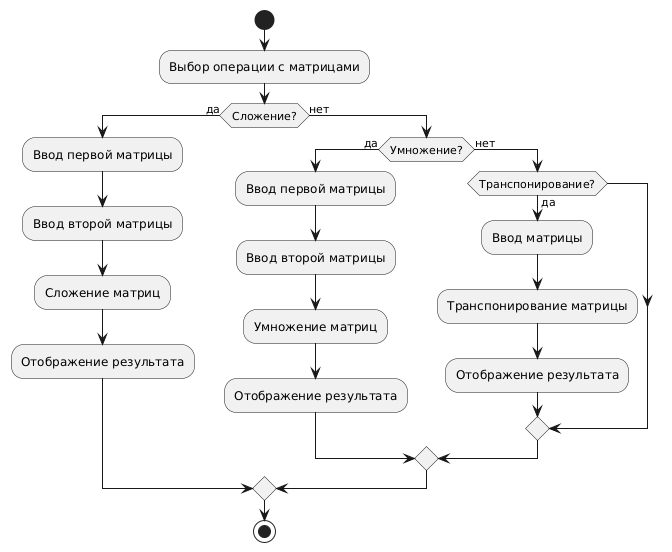 Выбор операции с матрицами
да
Сложение?
нет
Ввод первой матрицы
Ввод второй матрицы
Сложение матриц
Отображение результата
да
Умножение?
нет
Ввод первой матрицы
Ввод второй матрицы
Умножение матриц
Отображение результата
Транспонирование?
да
Ввод матрицы
Транспонирование матрицы
Отображение результата